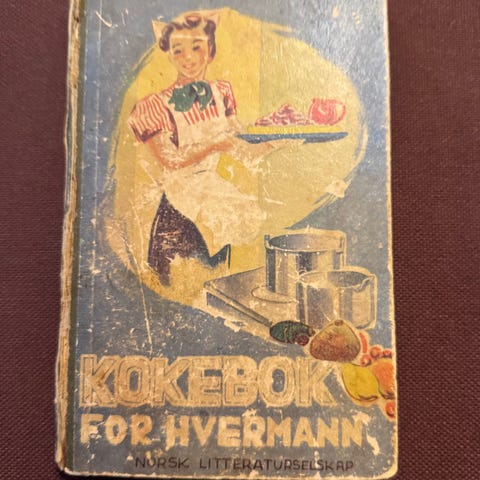 KOKEBOK
FOR HVERMANN
NORSK LITTERATURSELSKAP